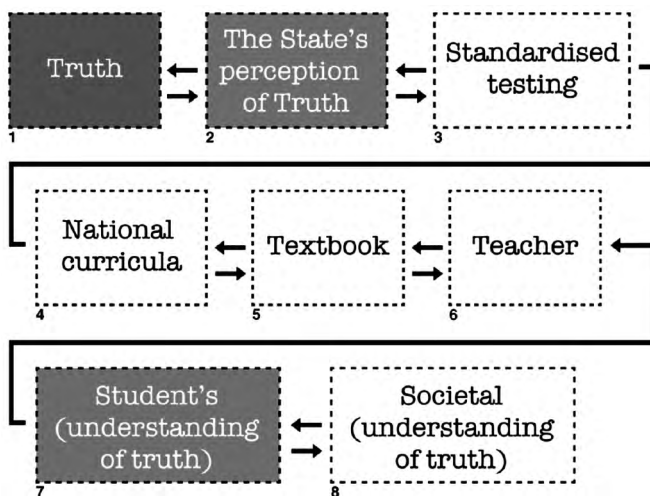 Truth
1
The State's
perception
of Truth
2
Standardised
testing
3
National
curricula
4
Textbook
5
Teacher
6
Student's
(understanding
of truth)
7
Societal
(understanding
of truth)
8